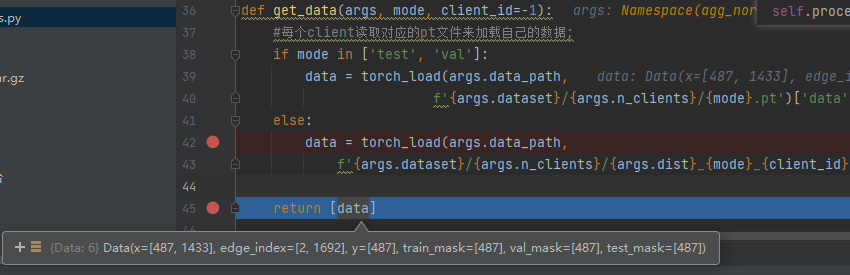 s.py
ar.gz
36 def get_data(args, mode, client_id=-1): args: Namespace(agg_nor
self.proce
37 #每个client读取对应的pt文件来加载自己的数据;
38 if mode in ['test', 'val']:
39 data = torch_load(args.data_path, data: Data(x=[487, 1433], edge_i
40 f'{args.dataset}/{args.n_clients}/{mode}.pt')['data'
41 else:
42 data = torch_load(args.data_path,
43 f'{args.dataset}/{args.n_clients}/{args.dist}_{mode}_{client_id}
44
45 return [data]
{Data: 6} Data(x=[487, 1433], edge_index=[2, 1692], y=[487], train_mask=[487], val_mask=[487], test_mask=[487])